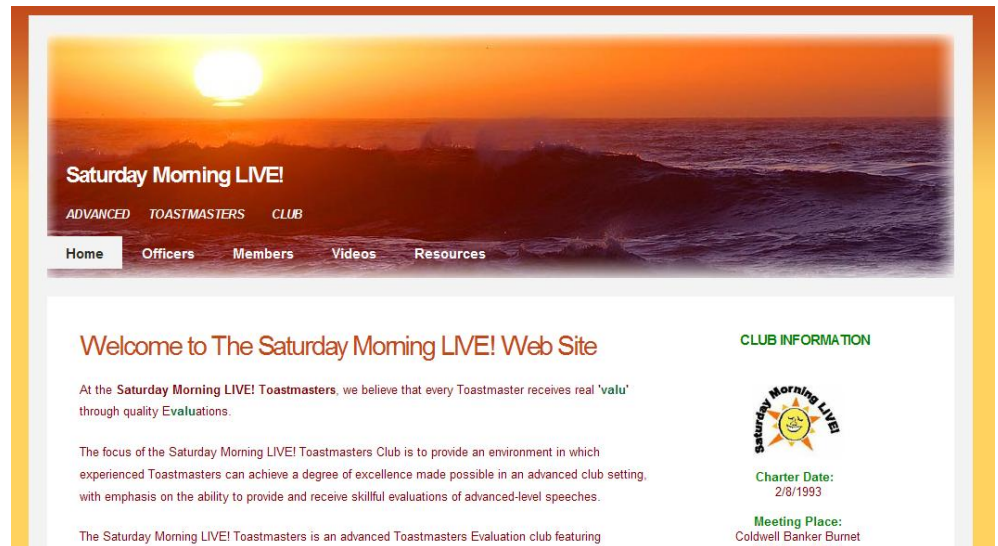 Saturday Morning LIVE!
ADVANCED TOASTMASTERS CLUB
Home Officers Members Videos Resources
Welcome to The Saturday Morning LIVE! Web Site
At the Saturday Morning LIVE! Toastmasters, we believe that every Toastmaster receives real 'valu'
through quality Evaluations.
The focus of the Saturday Morning LIVE! Toastmasters Club is to provide an environment in which
experienced Toastmasters can achieve a degree of excellence made possible in an advanced club setting,
with emphasis on the ability to provide and receive skillful evaluations of advanced-level speeches.
The Saturday Morning LIVE! Toastmasters is an advanced Toastmasters Evaluation club featuring
CLUB INFORMATION
Saturday Morning LIVE!
Charter Date:
2/8/1993
Meeting Place:
Coldwell Banker Burnet